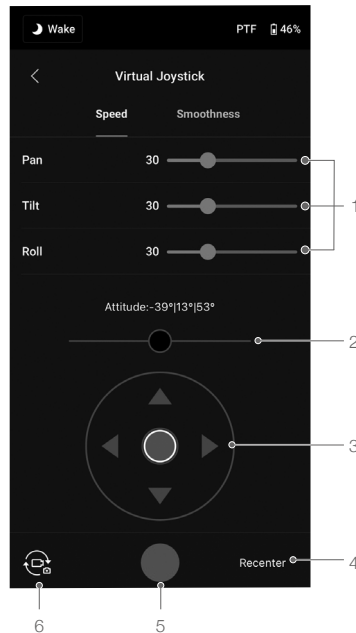 Wake PTF 46%
Virtual Joystick
Speed Smoothness
Pan 30
Tilt 30 1
Roll 30
Attitude:-39°|13°|53°
2
3
Recenter 4
6 5